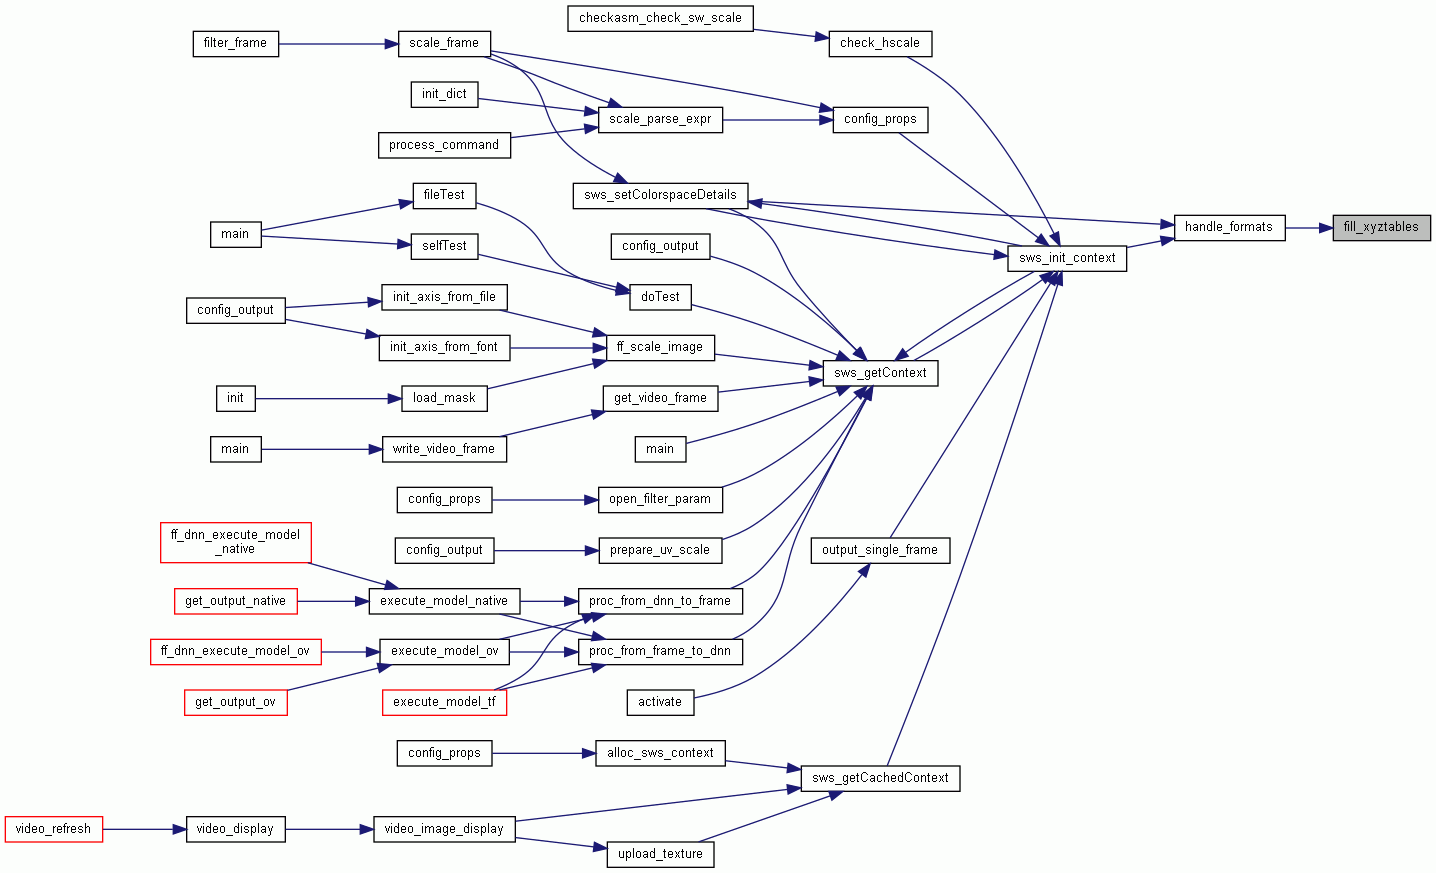 checkasm_check_sw_scale
filter_frame
scale_frame
check_hscale
init_dict
scale_parse_expr
config_props
process_command
fileTest
sws_setColorspaceDetails
main
selfTest
config_output
handle_formats
fill_xyztables
sws_init_context
config_output
init_axis_from_file
doTest
init_axis_from_font
ff_scale_image
sws_getContext
init
load_mask
get_video_frame
main
write_video_frame
main
config_props
open_filter_param
ff_dnn_execute_model
_native
config_output
prepare_uv_scale
output_single_frame
get_output_native
execute_model_native
proc_from_dnn_to_frame
ff_dnn_execute_model_ov
execute_model_ov
proc_from_frame_to_dnn
get_output_ov
execute_model_tf
activate
config_props
alloc_sws_context
sws_getCachedContext
video_refresh
video_display
video_image_display
upload_texture